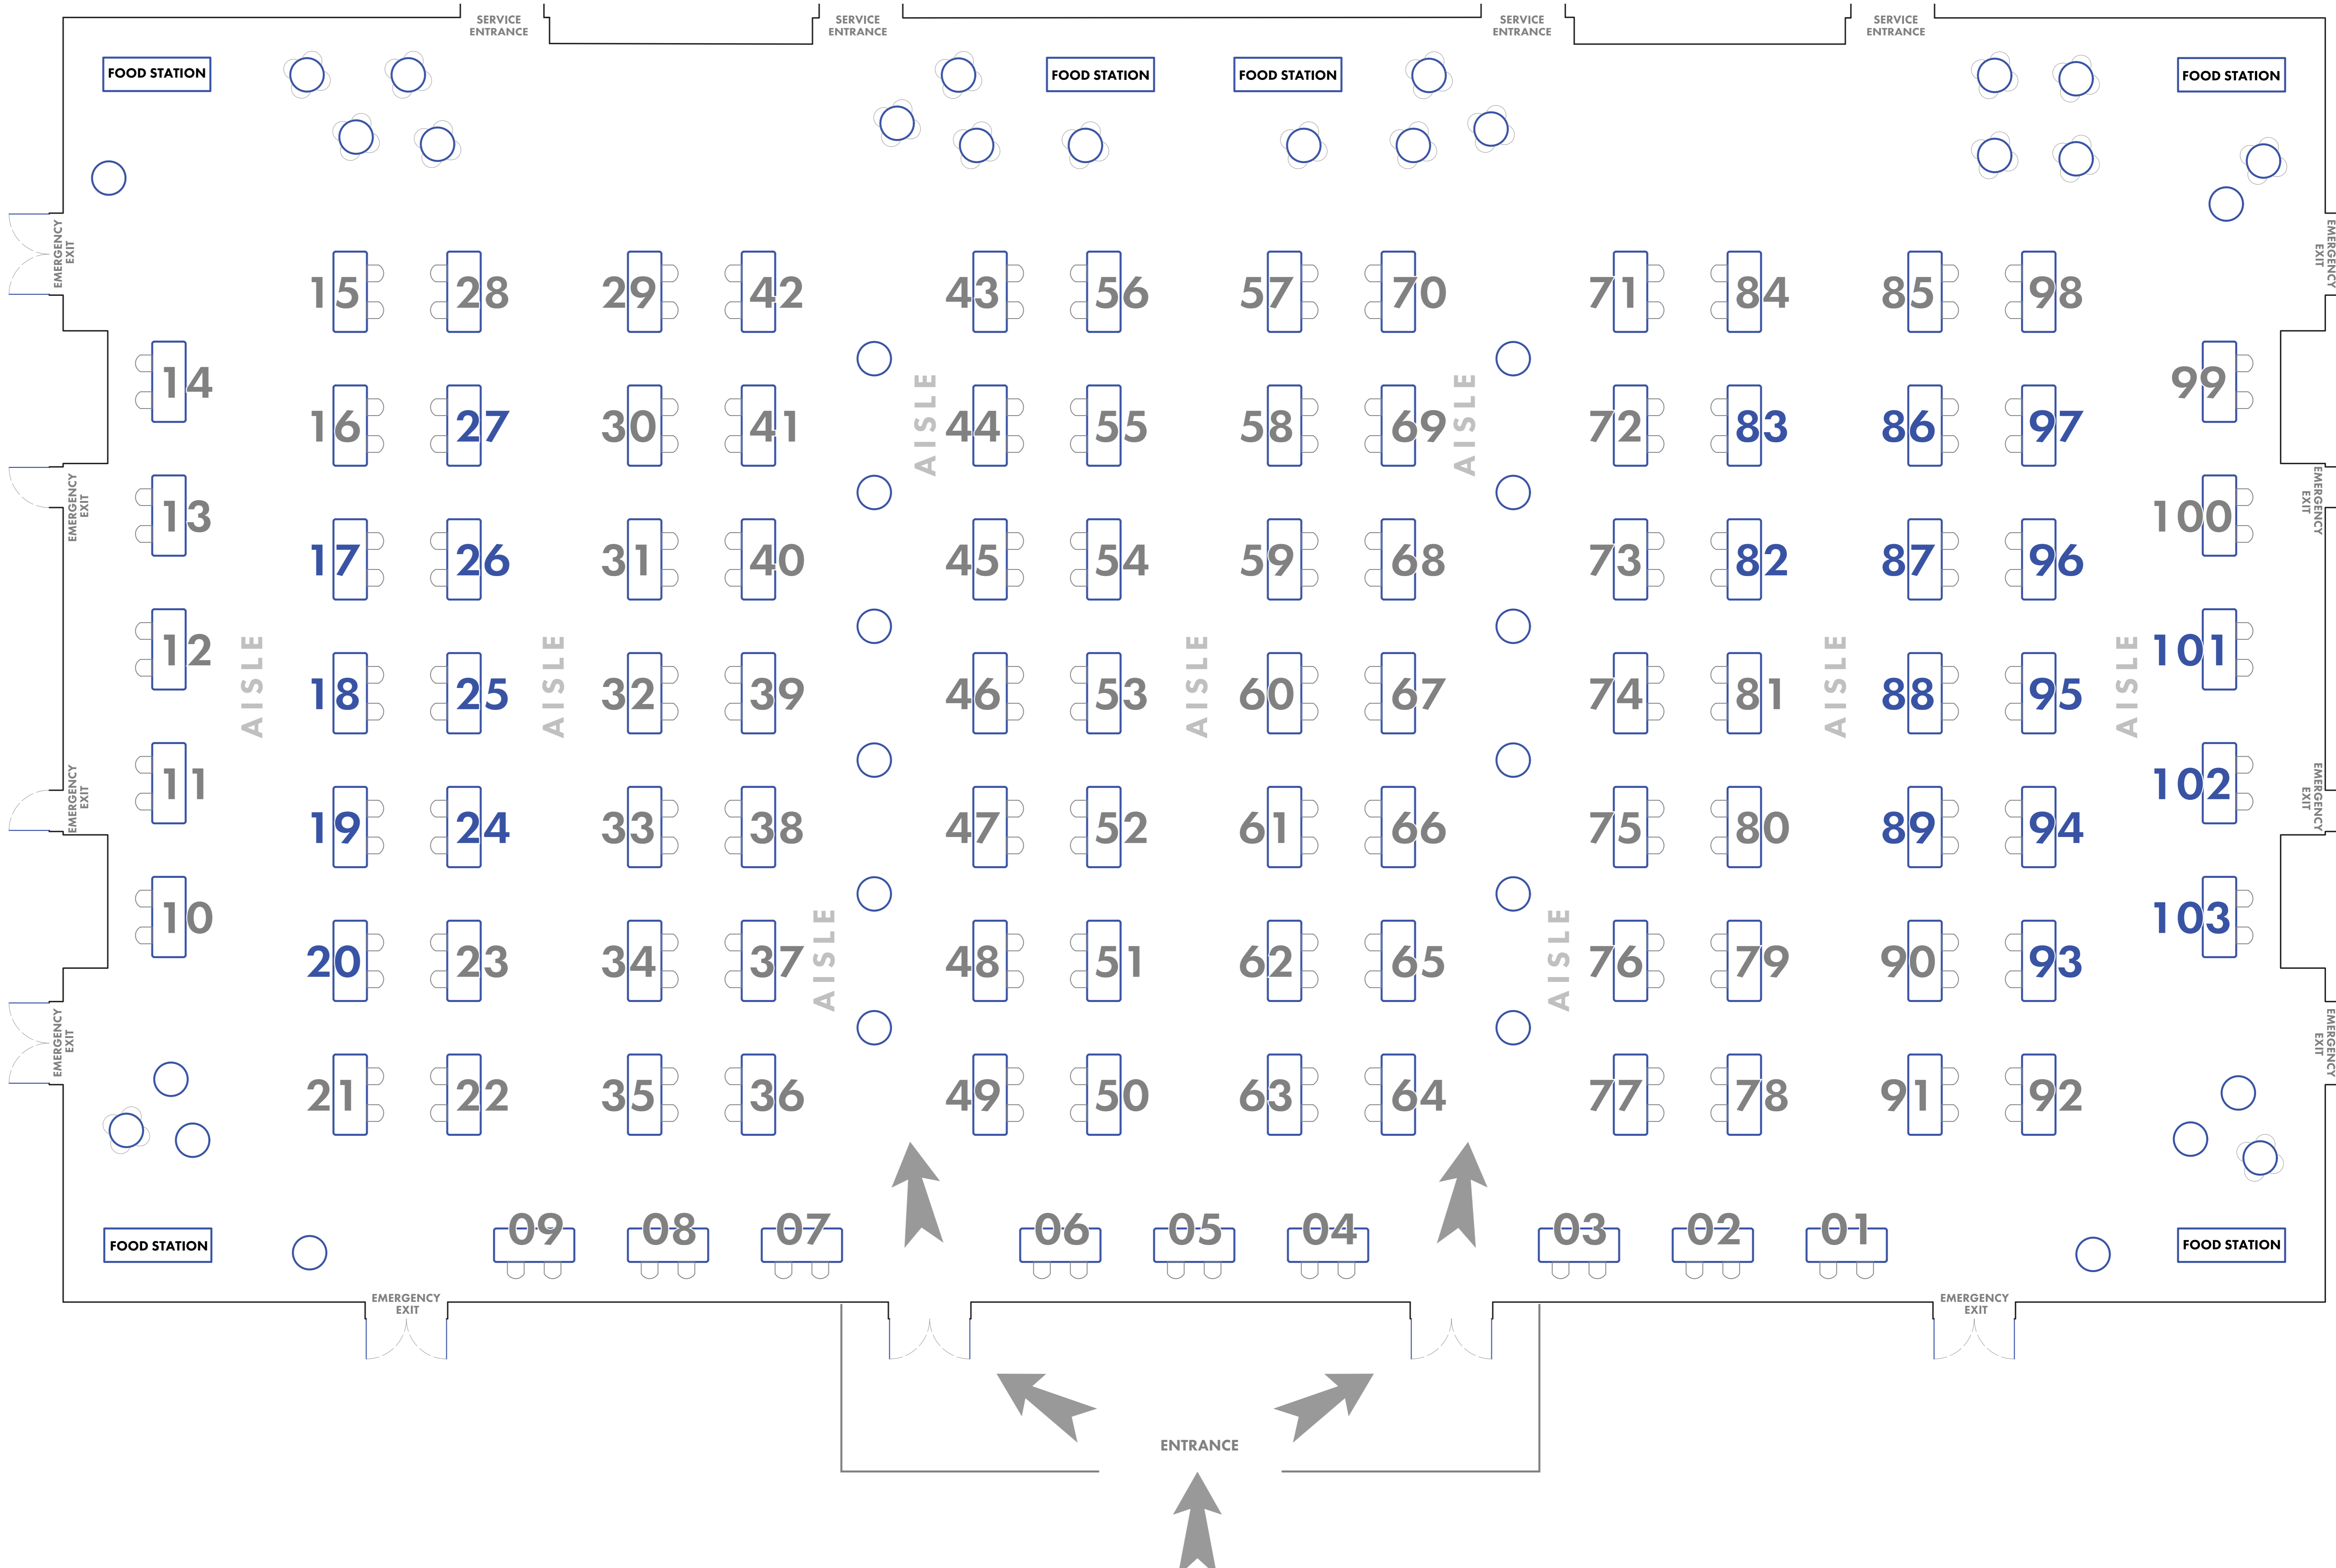 SERVICE
ENTRANCE
SERVICE
ENTRANCE
SERVICE
ENTRANCE
SERVICE
ENTRANCE
FOOD STATION
FOOD STATION
FOOD STATION
FOOD STATION
EMERGENCY
EXIT
EMERGENCY
EXIT
15 28 29 42 43 56 57 70 71 84 85 98
14 99
AISLE
AISLE
16 27 30 41 44 55 58 69 72 83 86 97
EMERGENCY
EXIT
EMERGENCY
EXIT
13 100
17 26 31 40 45 54 59 68 73 82 87 96
12 101
AISLE
AISLE
AISLE
AISLE
AISLE
18 25 32 39 46 53 60 67 74 81 88 95
EMERGENCY
EXIT
EMERGENCY
EXIT
11 102
19 24 33 38 47 52 61 66 75 80 89 94
10 103
AISLE
AISLE
20 23 34 37 48 51 62 65 76 79 90 93
EMERGENCY
EXIT
EMERGENCY
EXIT
21 22 35 36 49 50 63 64 77 78 91 92
09 08 07 06 05 04 03 02 01
FOOD STATION
FOOD STATION
EMERGENCY
EXIT
EMERGENCY
EXIT
ENTRANCE